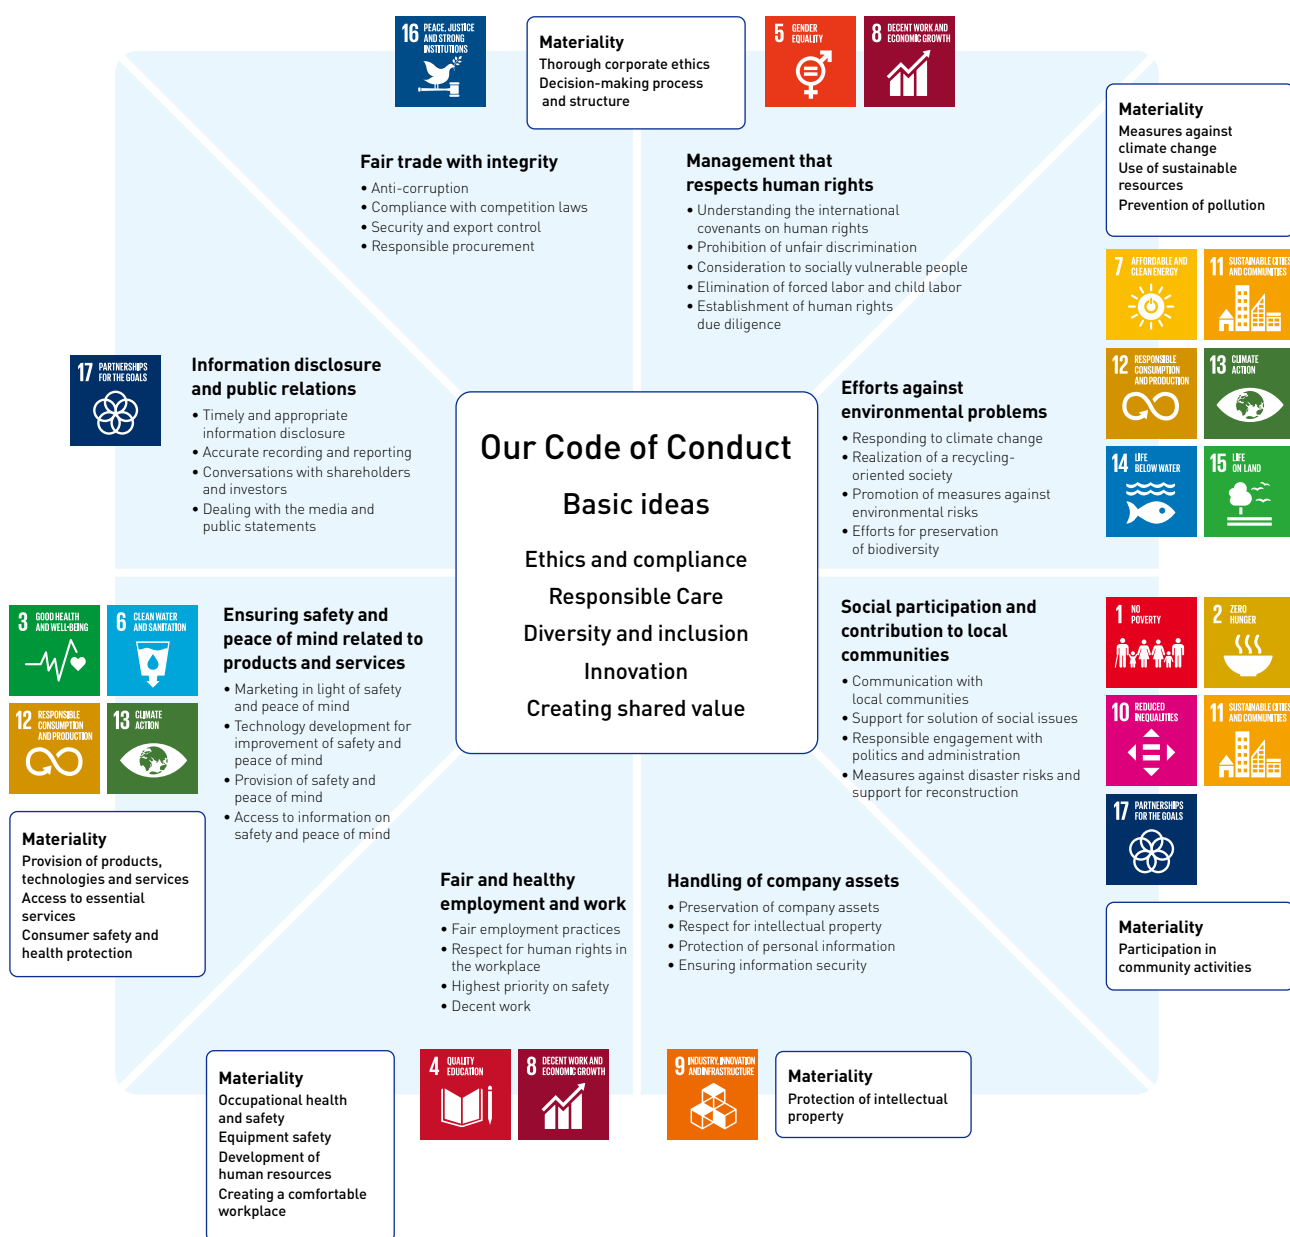 16 PEACE, JUSTICE
AND STRONG
INSTITUTIONS
Materiality
Thorough corporate ethics
Decision-making process
and structure
5 GENDER
EQUALITY
8 DECENT WORK AND
ECONOMIC GROWTH
Materiality
Measures against
climate change
Use of sustainable
resources
Prevention of pollution
Fair trade with integrity
• Anti-corruption
• Compliance with competition laws
• Security and export control
• Responsible procurement
Management that
respects human rights
• Understanding the international
covenants on human rights
• Prohibition of unfair discrimination
• Consideration to socially vulnerable people
• Elimination of forced labor and child labor
• Establishment of human rights
due diligence
7 AFFORDABLE AND
CLEAN ENERGY
11 SUSTAINABLE CITIES
AND COMMUNITIES
12 RESPONSIBLE
CONSUMPTION
AND PRODUCTION
13 CLIMATE
ACTION
14 LIFE
BELOW WATER
15 LIFE
ON LAND
17 PARTNERSHIPS
FOR THE GOALS
Information disclosure
and public relations
• Timely and appropriate
information disclosure
• Accurate recording and reporting
• Conversations with shareholders
and investors
• Dealing with the media and
public statements
Our Code of Conduct
Basic ideas
Ethics and compliance
Responsible Care
Diversity and inclusion
Innovation
Creating shared value
Efforts against
environmental problems
• Responding to climate change
• Realization of a recycling-
oriented society
• Promotion of measures against
environmental risks
• Efforts for preservation
of biodiversity
3 GOOD HEALTH
AND WELL-BEING
6 CLEAN WATER
AND SANITATION
12 RESPONSIBLE
CONSUMPTION
AND PRODUCTION
13 CLIMATE
ACTION
Materiality
Provision of products,
technologies and services
Access to essential
services
Consumer safety and
health protection
Ensuring safety and
peace of mind related to
products and services
• Marketing in light of safety
and peace of mind
• Technology development for
improvement of safety and
peace of mind
• Provision of safety and
peace of mind
• Access to information on
safety and peace of mind
Social participation and
contribution to local
communities
• Communication with
local communities
• Support for solution of social issues
• Responsible engagement with
politics and administration
• Measures against disaster risks and
support for reconstruction
1 NO
POVERTY
2 ZERO
HUNGER
10 REDUCED
INEQUALITIES
11 SUSTAINABLE CITIES
AND COMMUNITIES
17 PARTNERSHIPS
FOR THE GOALS
Materiality
Participation in
community activities
Fair and healthy
employment and work
• Fair employment practices
• Respect for human rights in
the workplace
• Highest priority on safety
• Decent work
Handling of company assets
• Preservation of company assets
• Respect for intellectual property
• Protection of personal information
• Ensuring information security
Materiality
Occupational health
and safety
Equipment safety
Development of
human resources
Creating a comfortable
workplace
4 QUALITY
EDUCATION
8 DECENT WORK AND
ECONOMIC GROWTH
9 INDUSTRY, INNOVATION
AND INFRASTRUCTURE
Materiality
Protection of intellectual
property